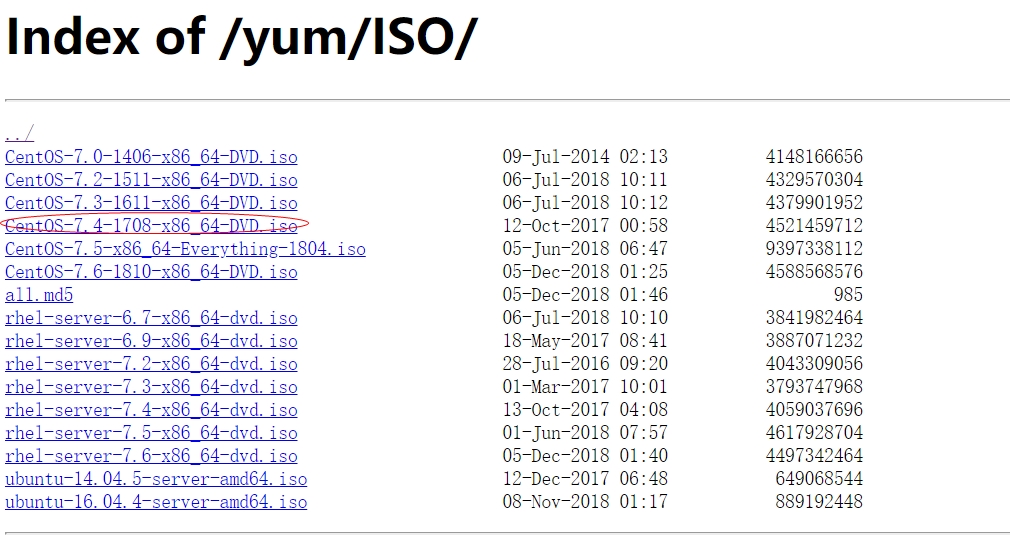 Index of /yum/ISO/
../
CentOS-7.0-1406-x86_64-DVD.iso 09-Jul-2014 02:13 4148166656
CentOS-7.2-1511-x86_64-DVD.iso 06-Jul-2018 10:11 4329570304
CentOS-7.3-1611-x86_64-DVD.iso 06-Jul-2018 10:12 4379901952
CentOS-7.4-1708-x86_64-DVD.iso 12-Oct-2017 00:58 4521459712
CentOS-7.5-x86_64-Everything-1804.iso 05-Jun-2018 06:47 9397338112
CentOS-7.6-1810-x86_64-DVD.iso 05-Dec-2018 01:25 4588568576
all.md5 05-Dec-2018 01:46 985
rhel-server-6.7-x86_64-dvd.iso 06-Jul-2018 10:10 3841982464
rhel-server-6.9-x86_64-dvd.iso 18-May-2017 08:41 3887071232
rhel-server-7.2-x86_64-dvd.iso 28-Jul-2016 09:20 4043309056
rhel-server-7.3-x86_64-dvd.iso 01-Mar-2017 10:01 3793747968
rhel-server-7.4-x86_64-dvd.iso 13-Oct-2017 04:08 4059037696
rhel-server-7.5-x86_64-dvd.iso 01-Jun-2018 07:57 4617928704
rhel-server-7.6-x86_64-dvd.iso 05-Dec-2018 01:40 4497342464
ubuntu-14.04.5-server-amd64.iso 12-Dec-2017 06:48 649068544
ubuntu-16.04.4-server-amd64.iso 08-Nov-2018 01:17 889192448